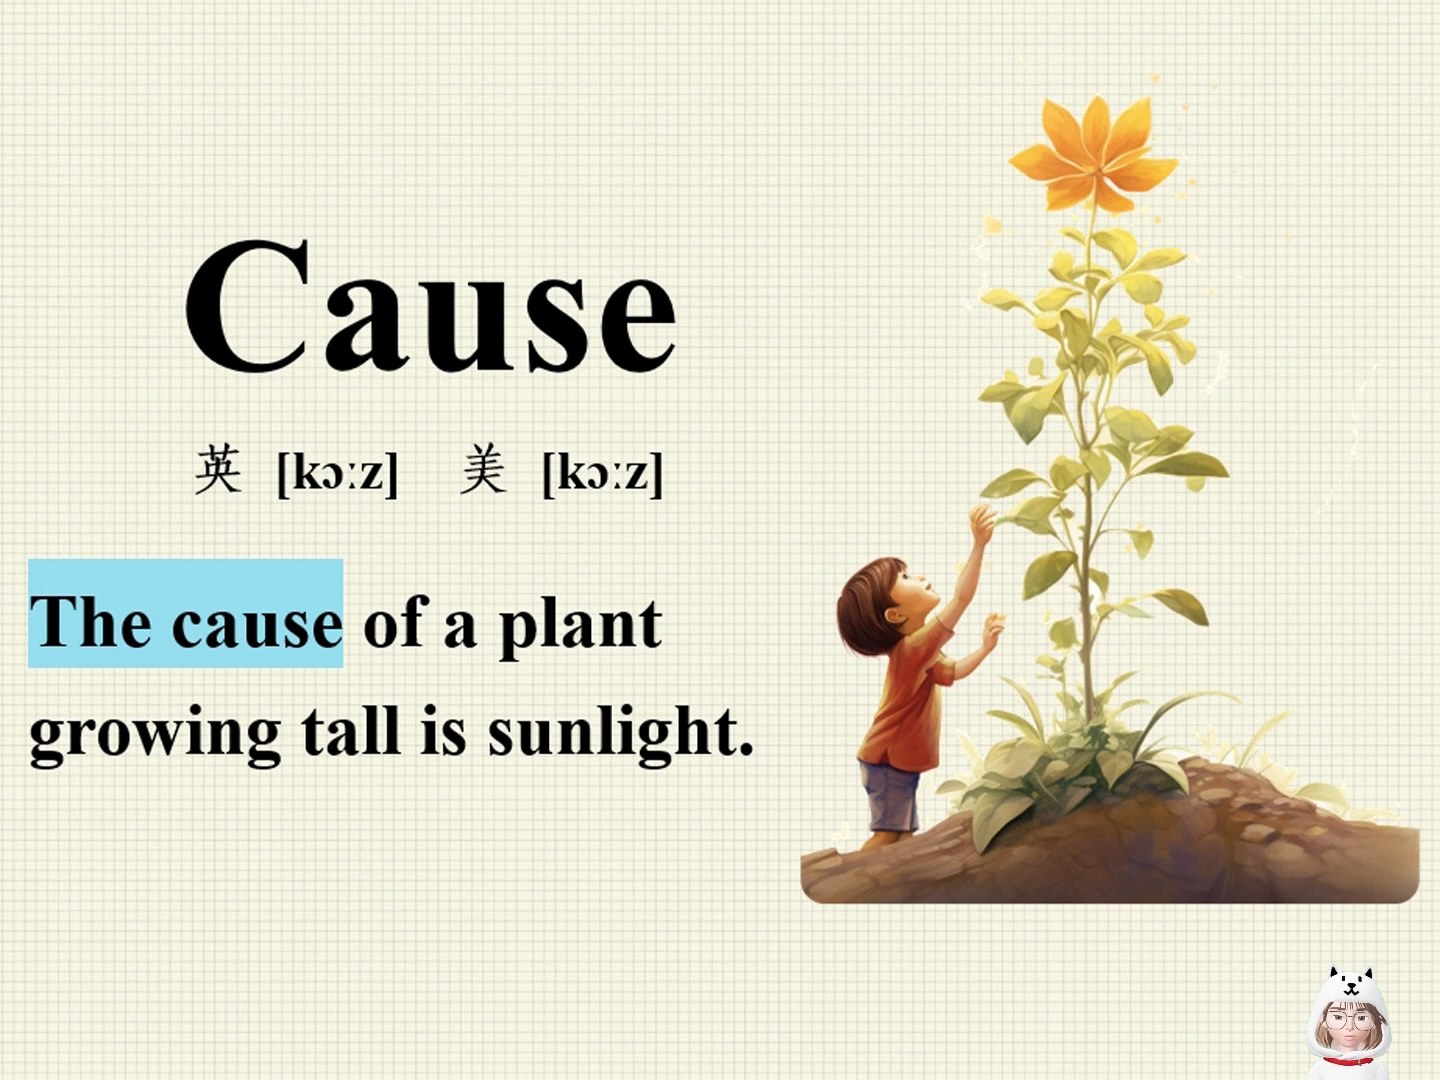 Cause
英 [kɔːz] 美 [kɔːz]
The cause of a plant
growing tall is sunlight.